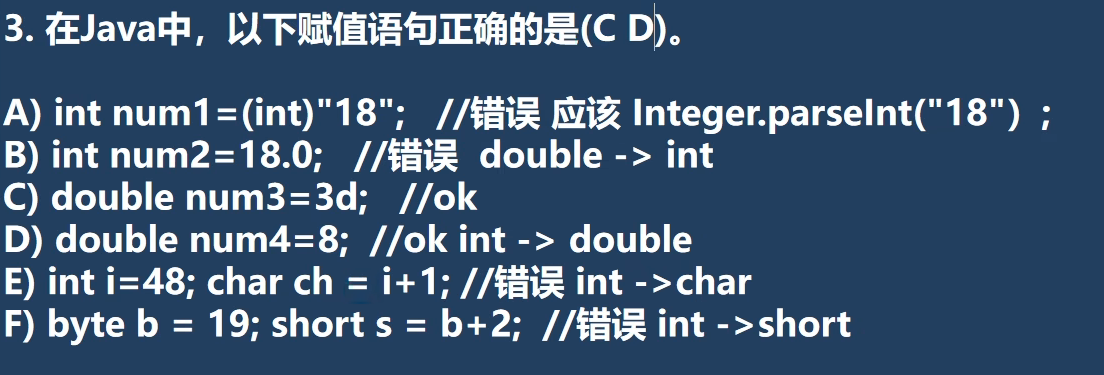 3. 在Java中，以下赋值语句正确的是(C D)。
A) int num1=(int)"18";   //错误 应该 Integer.parseInt("18"）;
B) int num2=18.0;   //错误  double -> int
C) double num3=3d;   //ok
D) double num4=8;  //ok int -> double
E) int i=48; char ch = i+1; //错误 int ->char
F) byte b = 19; short s = b+2;  //错误 int ->short